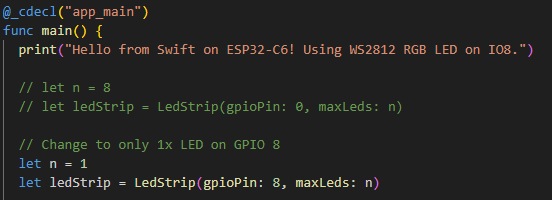 @_cdecl("app_main")
func main() {
  print("Hello from Swift on ESP32-C6! Using WS2812 RGB LED on IO8.")
  // let n = 8
  // let ledStrip = LedStrip(gpioPin: 0, maxLeds: n)
  // Change to only 1x LED on GPIO 8
  let n = 1
  let ledStrip = LedStrip(gpioPin: 8, maxLeds: n)